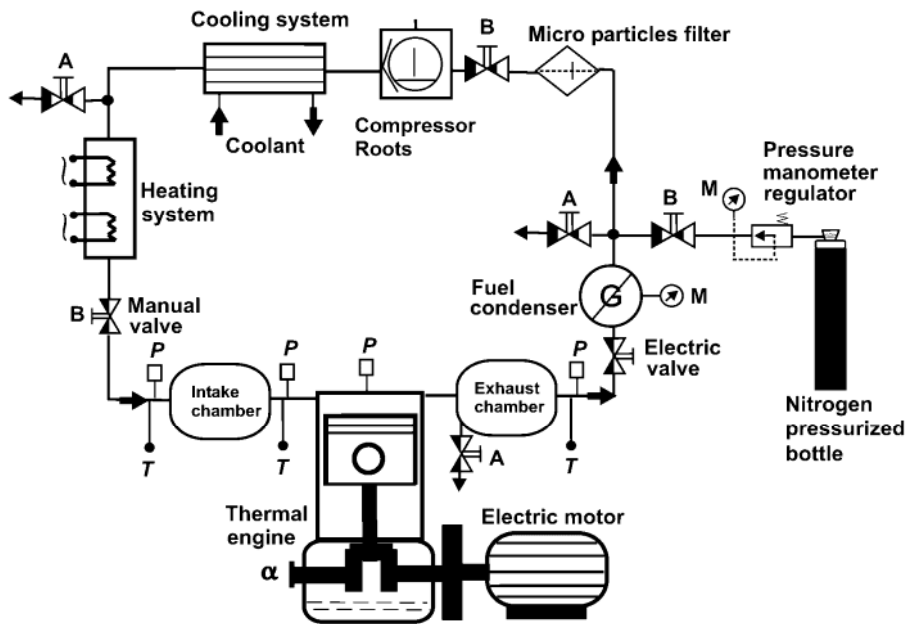 Cooling system
B
Micro particles filter
A
Coolant
Compressor
Roots
Heating
system
Pressure
manometer
regulator
M
A
B
Fuel
condenser
G
M
B
Manual
valve
Electric
valve
P
P
P
P
Intake
chamber
Exhaust
chamber
T
T
A
T
Nitrogen
pressurized
bottle
Thermal
engine
Electric motor
α